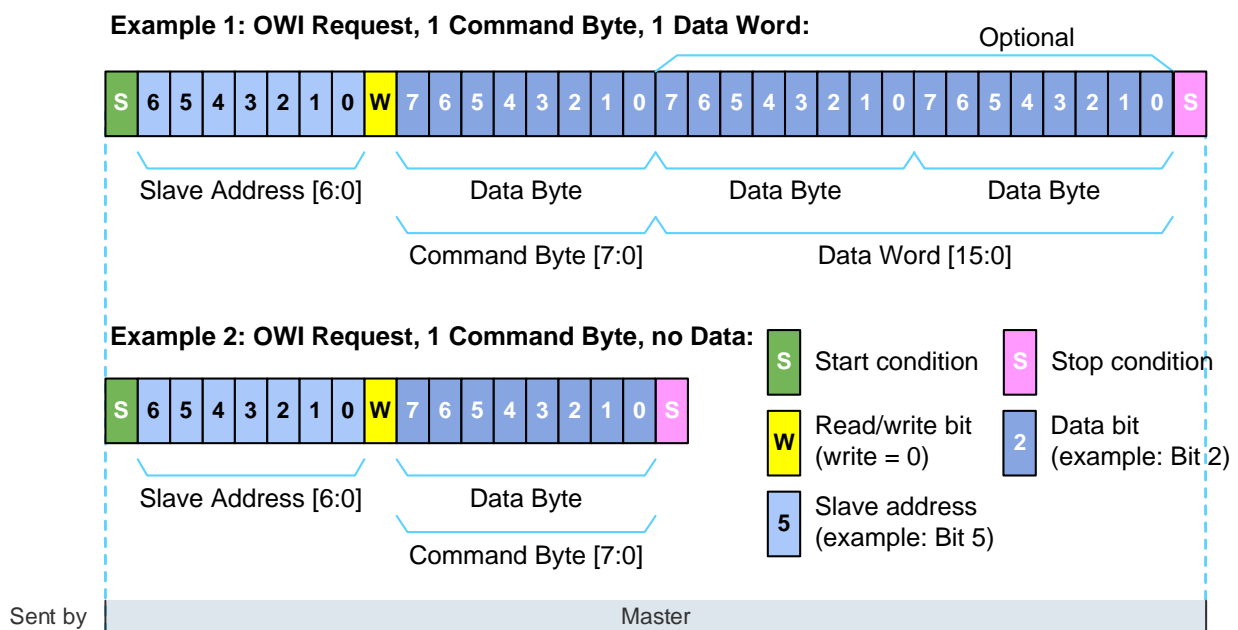 Example 1: OWI Request, 1 Command Byte, 1 Data Word:
Optional
S 6 5 4 3 2 1 0 W 7 6 5 4 3 2 1 0 7 6 5 4 3 2 1 0 7 6 5 4 3 2 1 0 S
Slave Address [6:0] Data Byte Data Byte Data Byte
Command Byte [7:0] Data Word [15:0]
Example 2: OWI Request, 1 Command Byte, no Data:
S 6 5 4 3 2 1 0 W 7 6 5 4 3 2 1 0 S
Slave Address [6:0] Data Byte
Command Byte [7:0]
S Start condition
S Stop condition
W Read/write bit
(write = 0)
2 Data bit
(example: Bit 2)
5 Slave address
(example: Bit 5)
Sent by Master